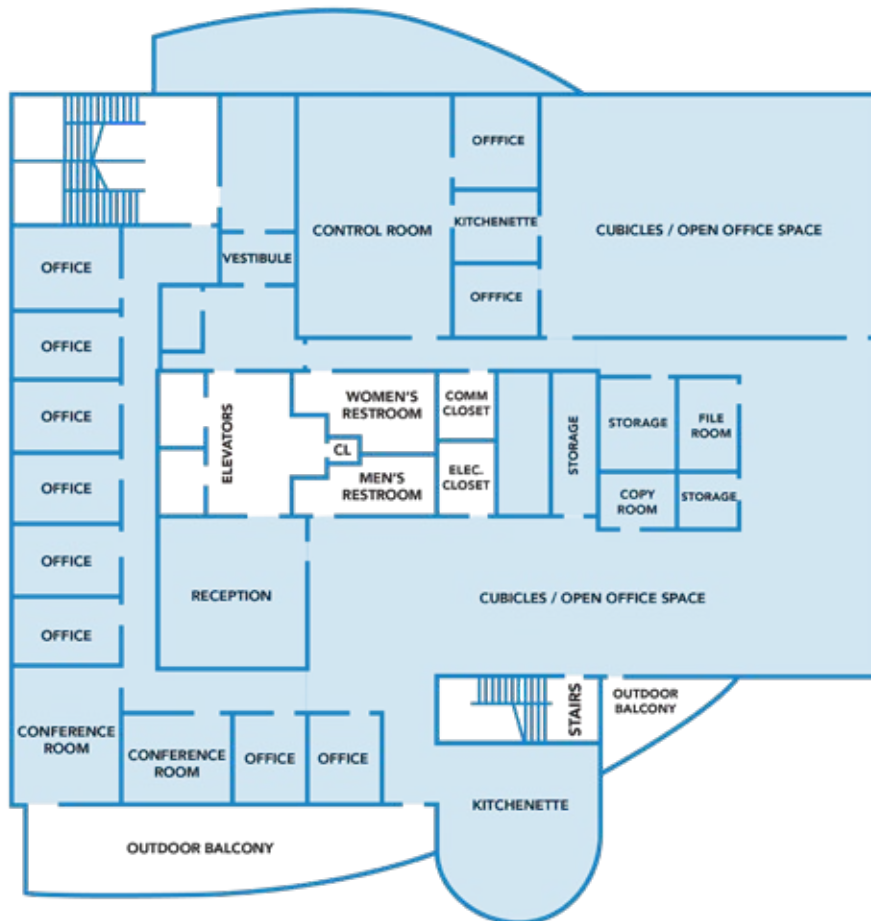 OFFFICE
KITCHENETTE
OFFFICE
CONTROL ROOM
CUBICLES / OPEN OFFICE SPACE
VESTIBULE
OFFICE
OFFICE
OFFICE
OFFICE
OFFICE
OFFICE
ELEVATORS
WOMEN'S
RESTROOM
CL
MEN'S
RESTROOM
COMM
CLOSET
ELEC.
CLOSET
STORAGE
STORAGE
FILE
ROOM
COPY
ROOM
STORAGE
RECEPTION
CUBICLES / OPEN OFFICE SPACE
STAIRS
OUTDOOR
BALCONY
CONFERENCE
ROOM
CONFERENCE
ROOM
OFFICE
OFFICE
KITCHENETTE
OUTDOOR BALCONY